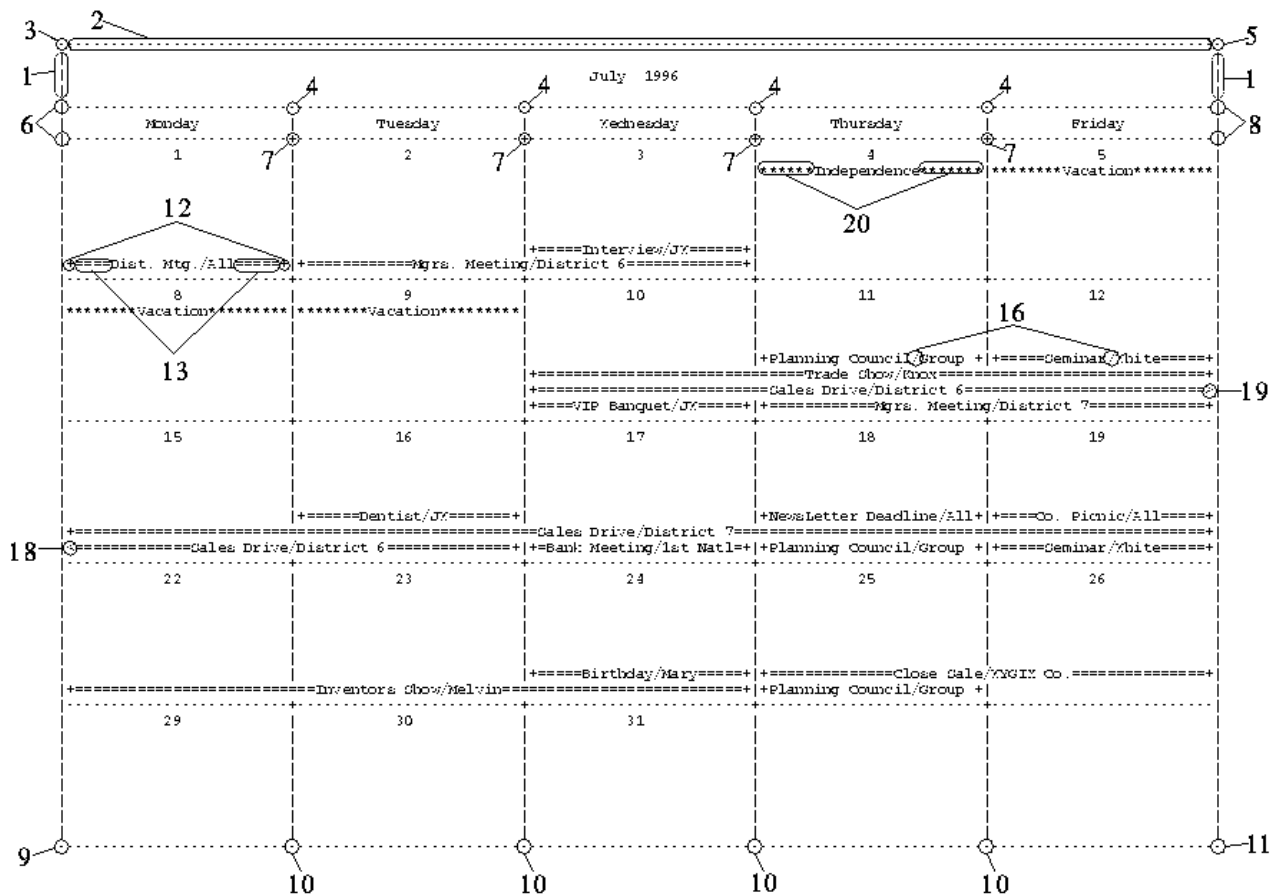 2
3 5
1 1
July 1996
4 4 4 4
6 Monday Tuesday Wednesday Thursday Friday 8
7 7 7 7
1 2 3 4 5
*****Independence******* *******Vacation*********
20
12
+=====Interview/JW======+
+====Dist. Mtg./All=====+ +==========Mgrs. Meeting/District 6============+
8 9 10 11 12
*******Vacation********* ********Vacation*********
16
13
+Planning Council/Group + +=====Seminar/White=====+
+===========================Trade Show/Knox===========================+
+========================Sales Drive/District 6=========================+ 19
+====VIP Banquet/JW=====+ +============Mgrs. Meeting/District 7============+
15 16 17 18 19
+======Dentist/JW=======+ +NewsLetter Deadline/All+ +====Co. Picnic/All=====+
+====================================================Sales Drive/District 7====================================================+
18 +============Sales Drive/District 6=============+ +Bank Meeting/1st Natl=+ +Planning Council/Group + +=====Seminar/White=====+
22 23 24 25 26
+=====Birthday/Mary=====+ +==============Close Sale/XYGIX Co.===============+
+===========================Inventors Show/Melvin===========================+ +Planning Council/Group +
29 30 31
9 11
10 10 10 10